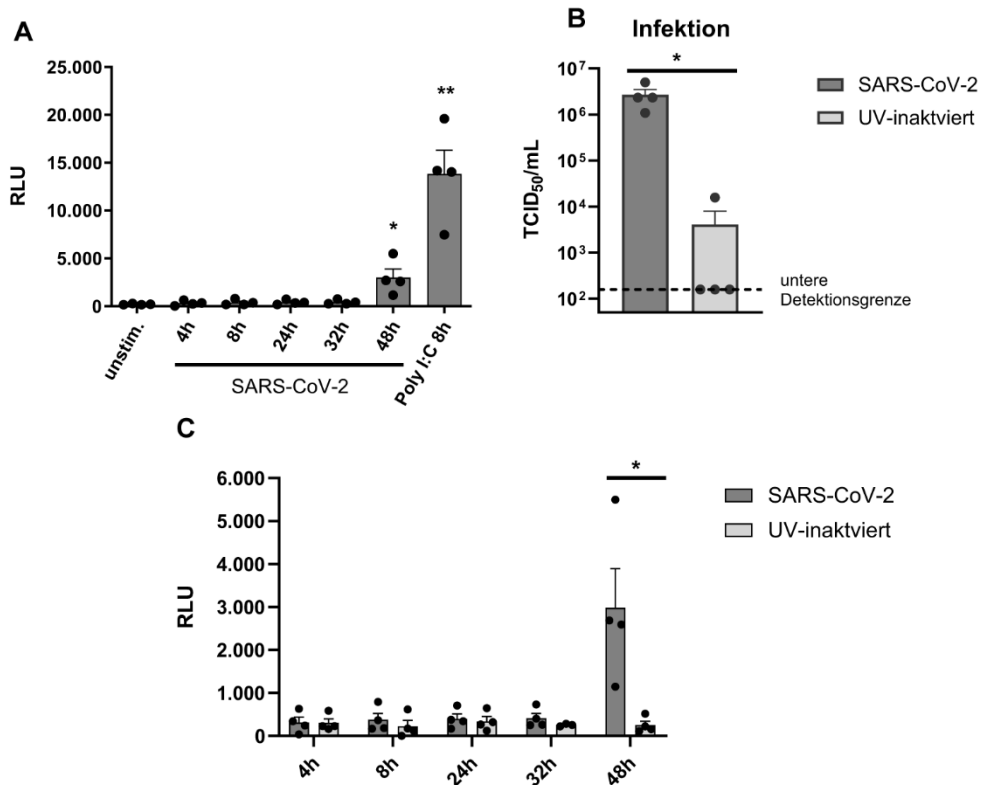 A
25.000
20.000
15.000
10.000
5.000
0
RLU
**
*
unstim.
4h
8h
24h
32h
48h
Poly I:C 8h
SARS-CoV-2
B
Infektion
*
10⁷
10⁶
10⁵
10⁴
10³
10²
TCID₅₀/mL
SARS-CoV-2
UV-inaktviert
untere
Detektionsgrenze
C
6.000
5.000
4.000
3.000
2.000
1.000
0
RLU
*
4h
8h
24h
32h
48h
SARS-CoV-2
UV-inaktviert